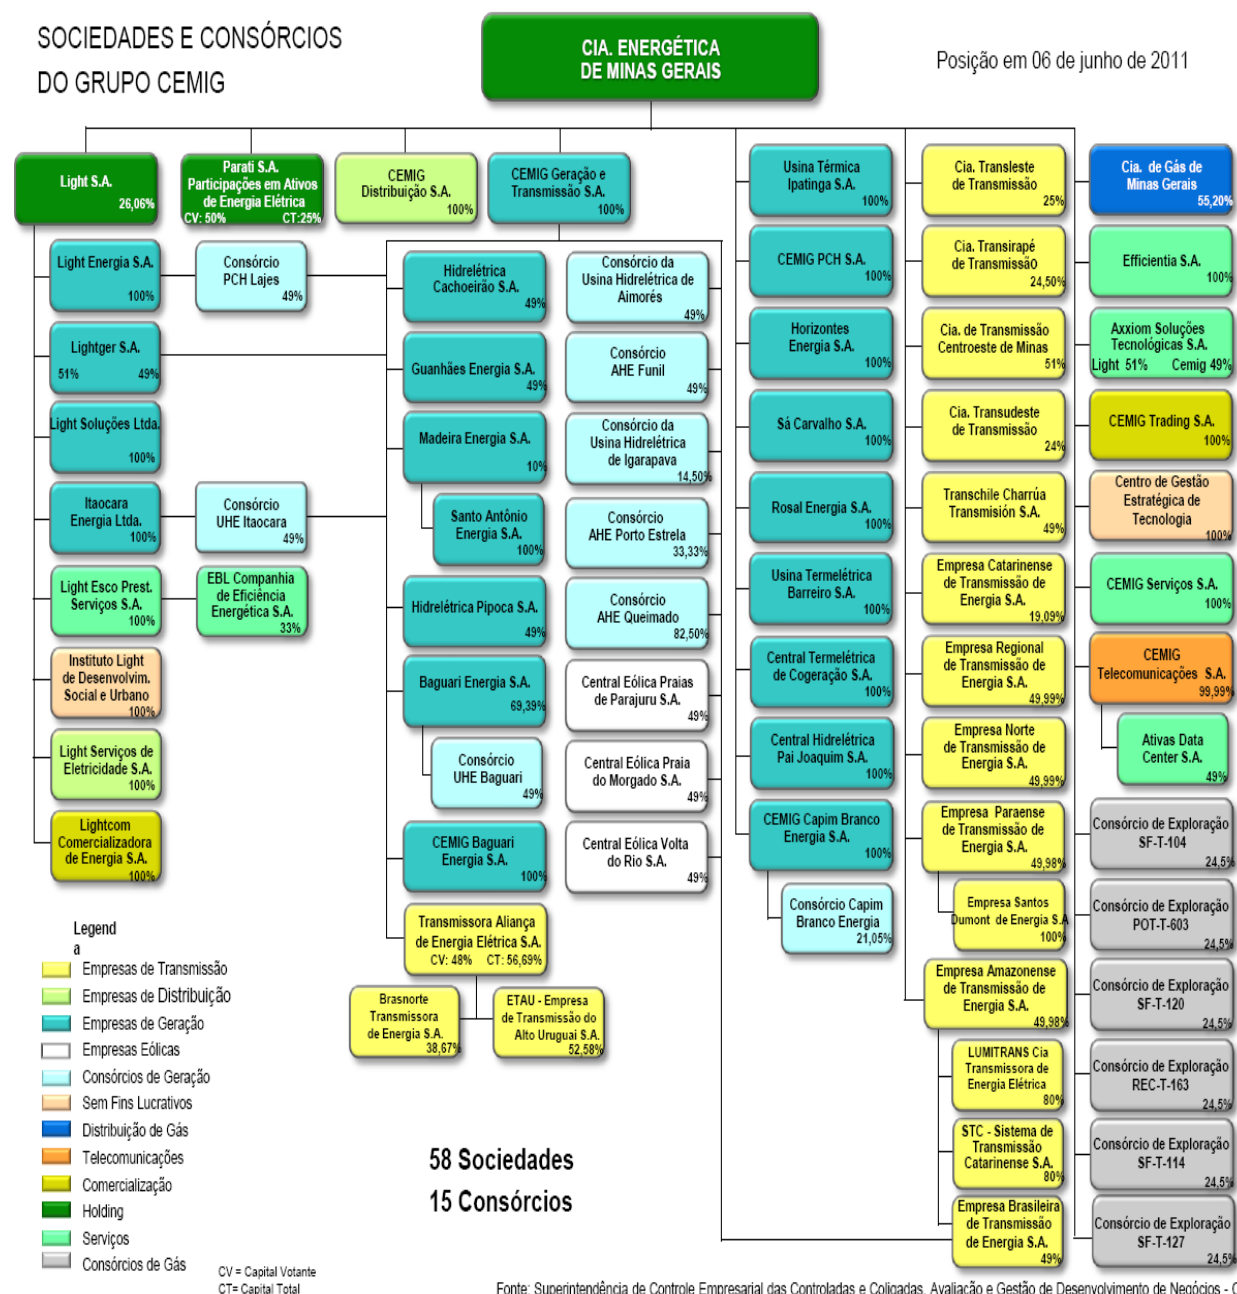 SOCIEDADES E CONSÓRCIOS
DO GRUPO CEMIG
CIA. ENERGÉTICA
DE MINAS GERAIS
Posição em 06 de junho de 2011
Light S.A.
26,06%
Parati S.A.
Participações em Ativos
de Energia Elétrica
CV: 50% CT:25%
CEMIG
Distribuição S.A.
100%
CEMIG Geração e
Transmissão S.A.
100%
Light Energia S.A.
100%
Lightger S.A.
51% 49%
Light Soluções Ltda.
100%
Itaocara
Energia Ltda.
100%
Light Esco Prest.
Serviços S.A.
100%
Instituto Light
de Desenvolvim.
Social e Urbano
100%
Light Serviços de
Eletricidade S.A.
100%
Lightcom
Comercializadora
de Energia S.A.
100%
Consórcio
PCH Lajes
49%
Consórcio
UHE Itaocara
49%
EBL Companhia
de Eficiência
Energética S.A.
33%
Hidrelétrica
Cachoeirão S.A.
49%
Guanhães Energia S.A.
49%
Madeira Energia S.A.
10%
Santo Antônio
Energia S.A.
100%
Hidrelétrica Pipoca S.A.
49%
Baguari Energia S.A.
69,39%
Consórcio
UHE Baguari
49%
CEMIG Baguari
Energia S.A.
100%
Transmissora Aliança
de Energia Elétrica S.A.
CV: 48% CT: 56,69%
Brasnorte
Transmissora
de Energia S.A.
38,67%
ETAU - Empresa
de Transmissão do
Alto Uruguai S.A.
52,58%
Consórcio da
Usina Hidrelétrica de
Aimorés
49%
Consórcio
AHE Funil
49%
Consórcio da
Usina Hidrelétrica
de Igarapava
14,50%
Consórcio
AHE Porto Estrela
33,33%
Consórcio
AHE Queimado
82,50%
Central Eólica Praias
de Parajuru S.A.
49%
Central Eólica Praia
do Morgado S.A.
49%
Central Eólica Volta
do Rio S.A.
49%
Usina Térmica
Ipatinga S.A.
100%
CEMIG PCH S.A.
100%
Horizontes
Energia S.A.
100%
Sá Carvalho S.A.
100%
Rosal Energia S.A.
100%
Usina Termelétrica
Barreiro S.A.
100%
Central Termelétrica
de Cogeração S.A.
100%
Central Hidrelétrica
Pai Joaquim S.A.
100%
CEMIG Capim Branco
Energia S.A.
100%
Consórcio Capim
Branco Energia
21,05%
Cia. Transleste
de Transmissão
25%
Cia. Transirapé
de Transmissão
24,50%
Cia. de Transmissão
Centroeste de Minas
51%
Cia. Transudeste
de Transmissão
24%
Transchile Charrúa
Transmisión S.A.
49%
Empresa Catarinense
de Transmissão de
Energia S.A.
19,09%
Empresa Regional
de Transmissão de
Energia S.A.
49,99%
Empresa Norte
de Transmissão de
Energia S.A.
49,99%
Empresa Paraense
de Transmissão de
Energia S.A.
49,98%
Empresa Santos
Dumont de Energia S.A
100%
Empresa Amazonense
de Transmissão de
Energia S.A.
49,98%
LUMITRANS Cia
Transmissora de
Energia Elétrica
80%
STC - Sistema de
Transmissão
Catarinense S.A.
80%
Empresa Brasileira
de Transmissão
de Energia S.A.
49%
Cia. de Gás de
Minas Gerais
55,20%
Efficientia S.A.
100%
Axxiom Soluções
Tecnológicas S.A.
Light 51% Cemig 49%
CEMIG Trading S.A.
100%
Centro de Gestão
Estratégica de
Tecnologia
100%
CEMIG Serviços S.A.
100%
CEMIG
Telecomunicações S.A.
99,99%
Ativas Data
Center S.A.
49%
Consórcio de Exploração
SF-T-104
24,5%
Consórcio de Exploração
POT-T-603
24,5%
Consórcio de Exploração
SF-T-120
24,5%
Consórcio de Exploração
REC-T-163
24,5%
Consórcio de Exploração
SF-T-114
24,5%
Consórcio de Exploração
SF-T-127
24,5%
Legend
a
Empresas de Transmissão
Empresas de Distribuição
Empresas de Geração
Empresas Eólicas
Consórcios de Geração
Sem Fins Lucrativos
Distribuição de Gás
Telecomunicações
Comercialização
Holding
Serviços
Consórcios de Gás
58 Sociedades
15 Consórcios
CV = Capital Votante
CT= Capital Total
Fonte: Superintendência de Controle Empresarial das Controladas e Coligadas, Avaliação e Gestão de Desenvolvimento de Negócios -